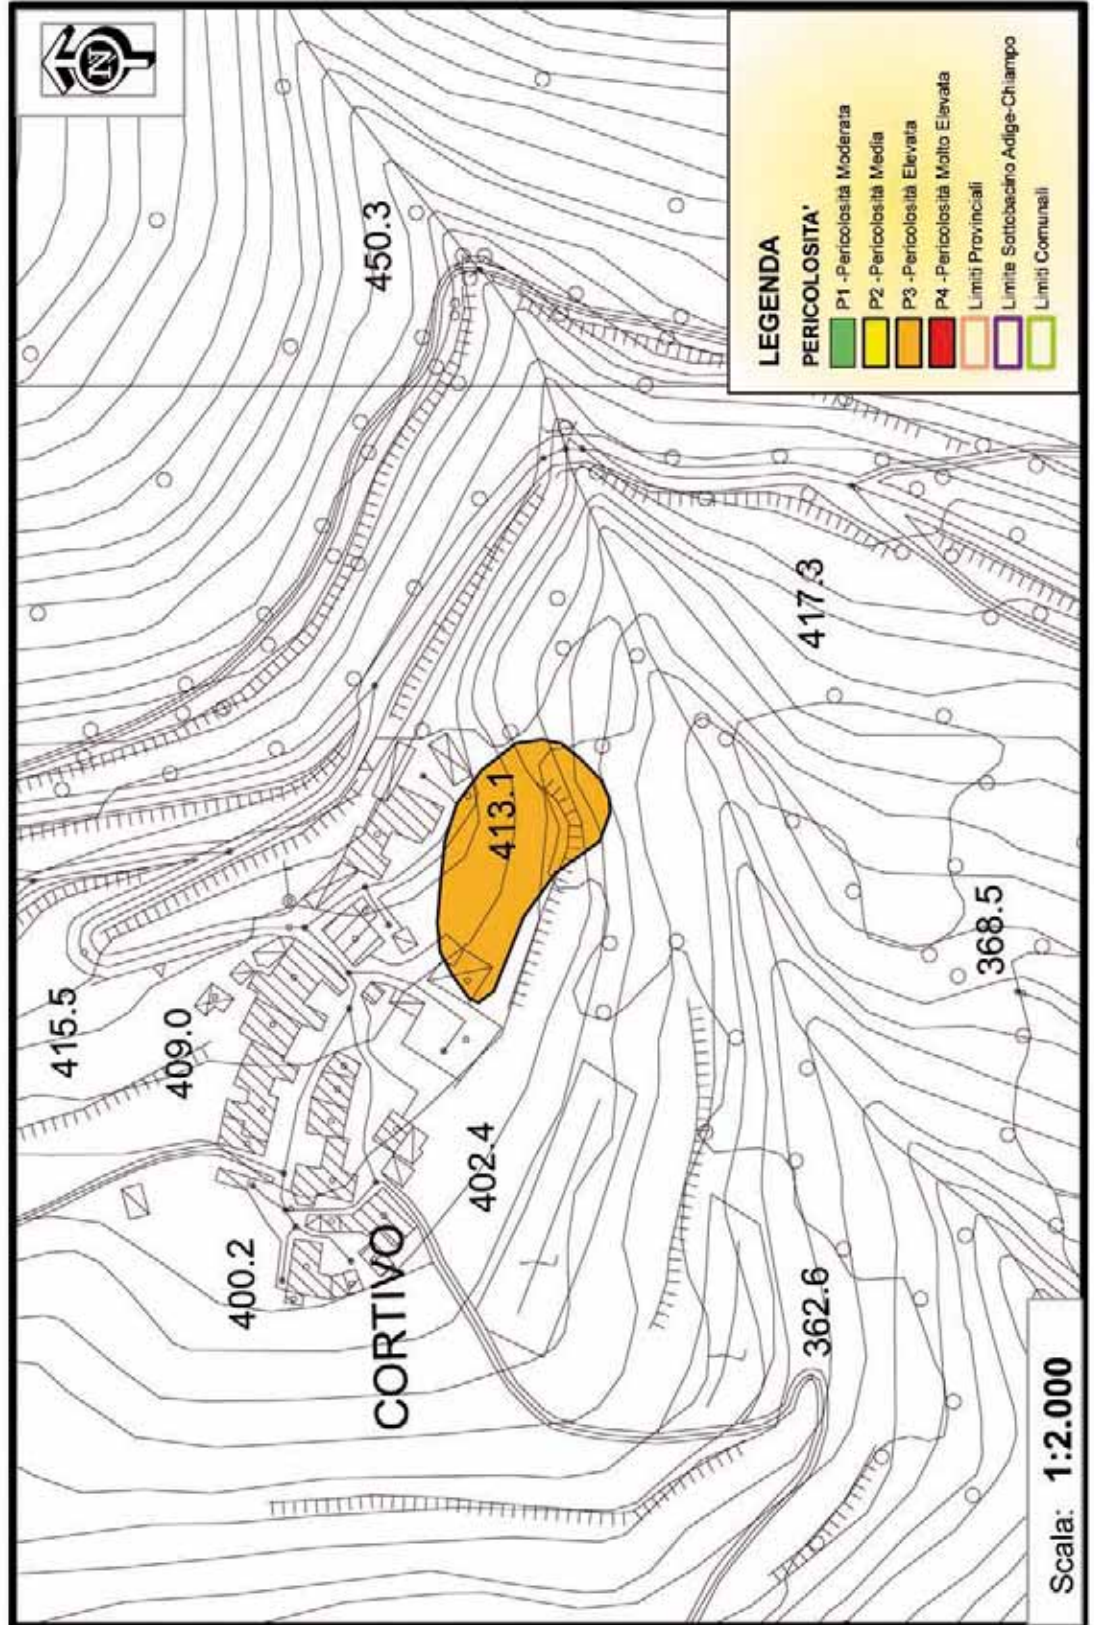 N
450.3
415.5
409.0
413.1
417.3
400.2
402.4
368.5
CORTIVO
362.6
LEGENDA
PERICOLOSITA'
P1 -Pericolosità Moderata
P2 -Pericolosità Media
P3 -Pericolosità Elevata
P4 -Pericolosità Molto Elevata
Limiti Provinciali
Limite Sottobacino Adige-Chiampo
Limiti Comunali
Scala: 1:2.000